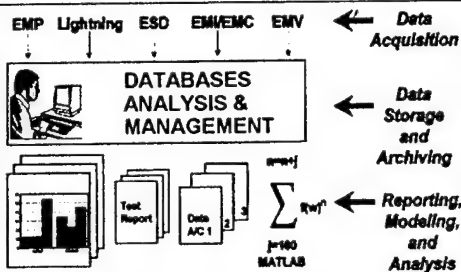 EMP Lightning ESD EMI/EMC EMV
Data
Acquisition
DATABASES
ANALYSIS &
MANAGEMENT
Data
Storage
and
Archiving
Test
Report
Data
A/C 1
2
3
n=n+j
Σ f(w)ⁿ
j=160
MATLAB
Reporting,
Modeling,
and
Analysis